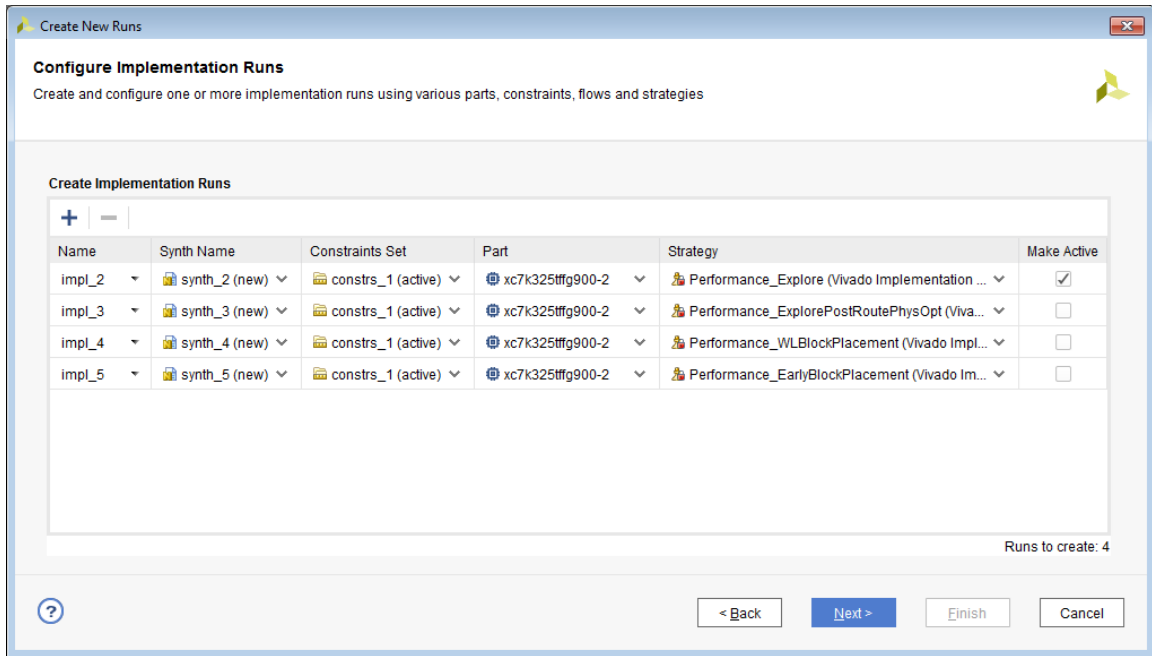 Create New Runs
Configure Implementation Runs
Create and configure one or more implementation runs using various parts, constraints, flows and strategies
Create Implementation Runs
Name Synth Name Constraints Set Part Strategy Make Active
impl_2 synth_2 (new) constrs_1 (active) xc7k325tffg900-2 Performance_Explore (Vivado Implementation ...
impl_3 synth_3 (new) constrs_1 (active) xc7k325tffg900-2 Performance_ExplorePostRoutePhysOpt (Viva...
impl_4 synth_4 (new) constrs_1 (active) xc7k325tffg900-2 Performance_WLBlockPlacement (Vivado Impl...
impl_5 synth_5 (new) constrs_1 (active) xc7k325tffg900-2 Performance_EarlyBlockPlacement (Vivado Im...
Runs to create: 4
? < Back Next > Finish Cancel